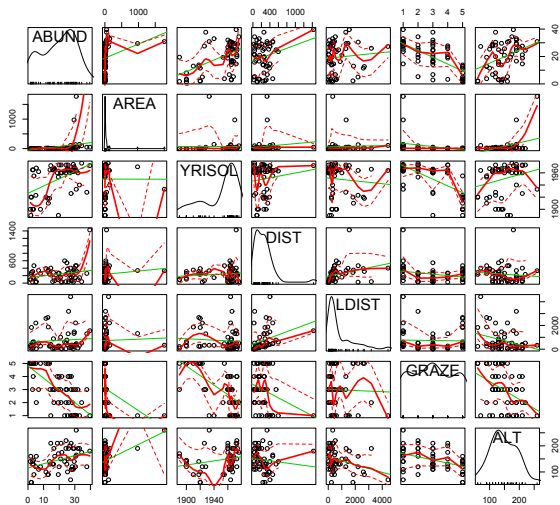 0 1000
0 400 1000
1 2 3 4 5
ABUND
0 20 40
0 1000
AREA
YRISOL
1900 1960
0 600 1400
DIST
LDIST
2000
1 2 3 4 5
GRAZE
ALT
100 200
0 10 30
1900 1940
0 2000 4000
100 200